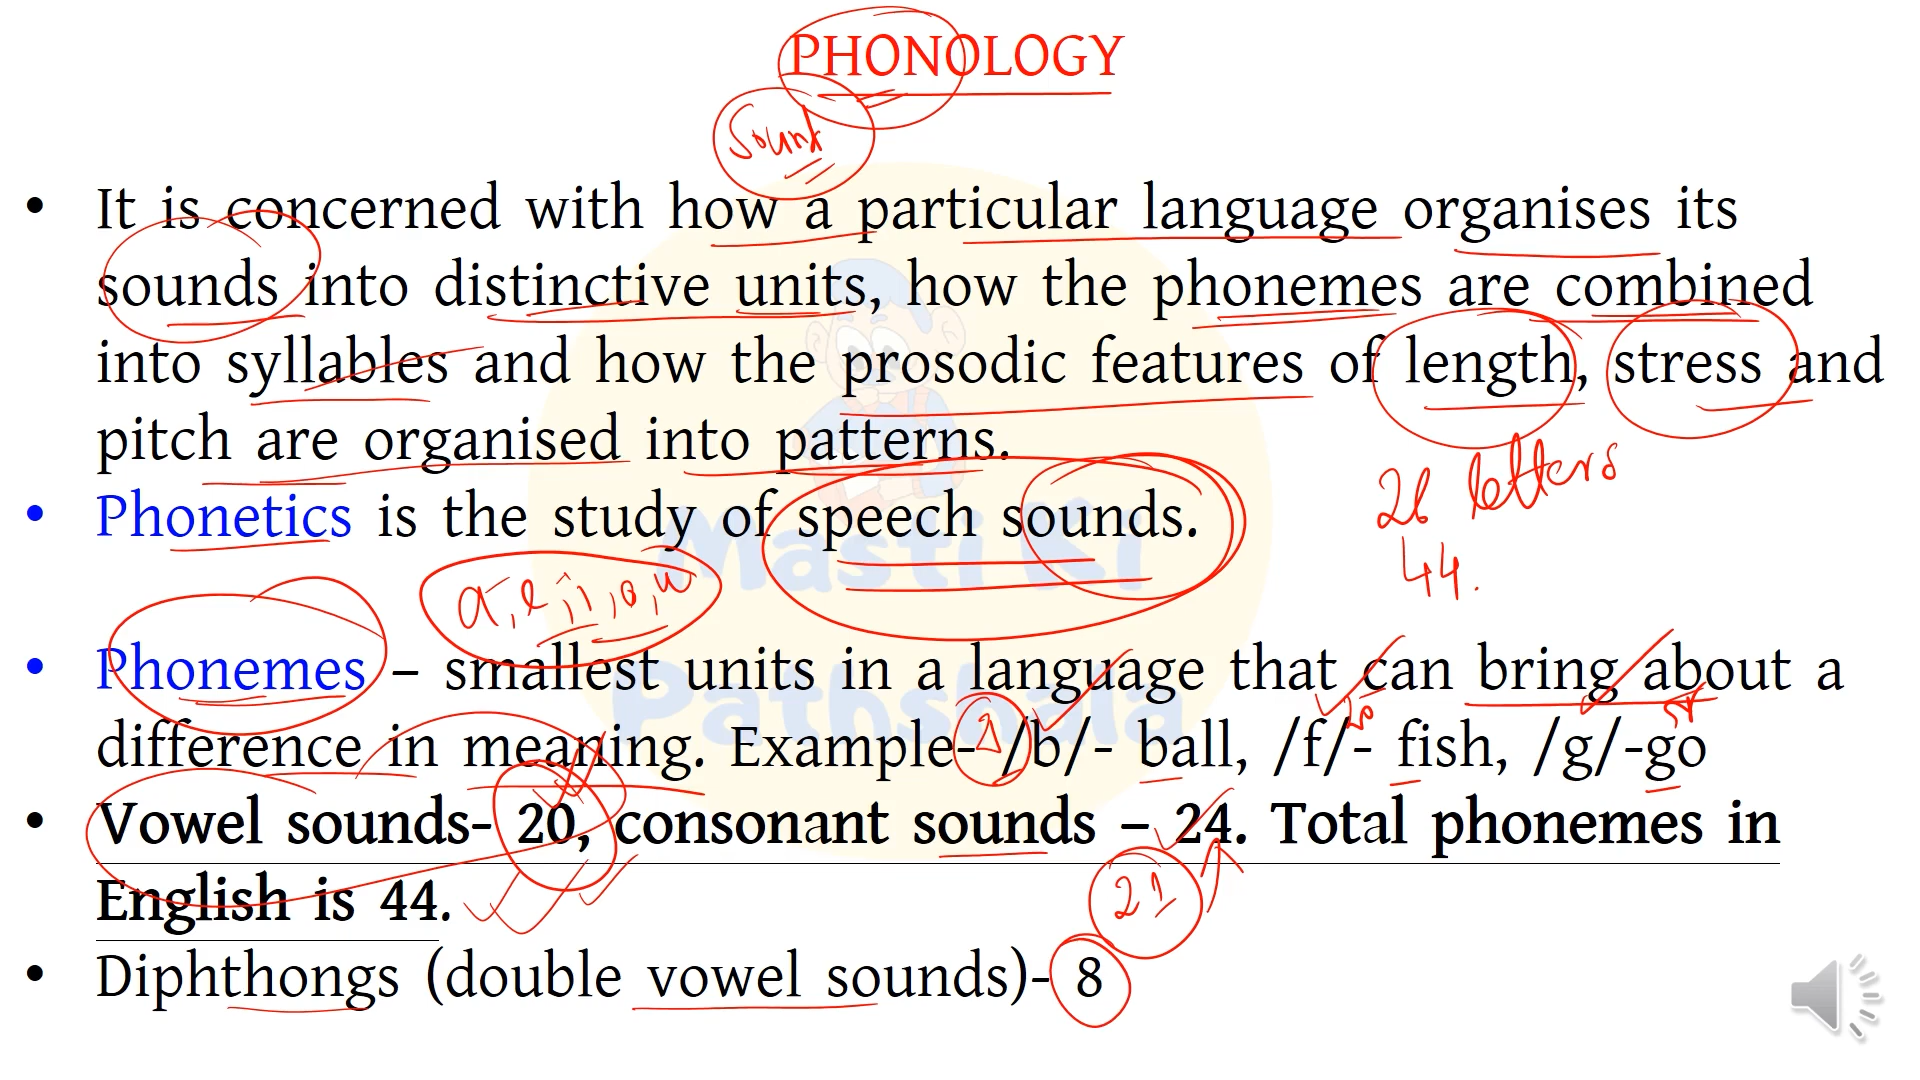 PHONOLOGY
Sound
• It is concerned with how a particular language organises its
sounds into distinctive units, how the phonemes are combined
into syllables and how the prosodic features of length, stress and
pitch are organised into patterns.
26 letters
• Phonetics is the study of speech sounds.
44.
a, e, i, o, u
• Phonemes – smallest units in a language that can bring about a
difference in meaning. Example- /b/- ball, /f/- fish, /g/-go
• Vowel sounds- 20, consonant sounds – 24. Total phonemes in
English is 44.
21
• Diphthongs (double vowel sounds)- 8
Masti Ki
Pathshala